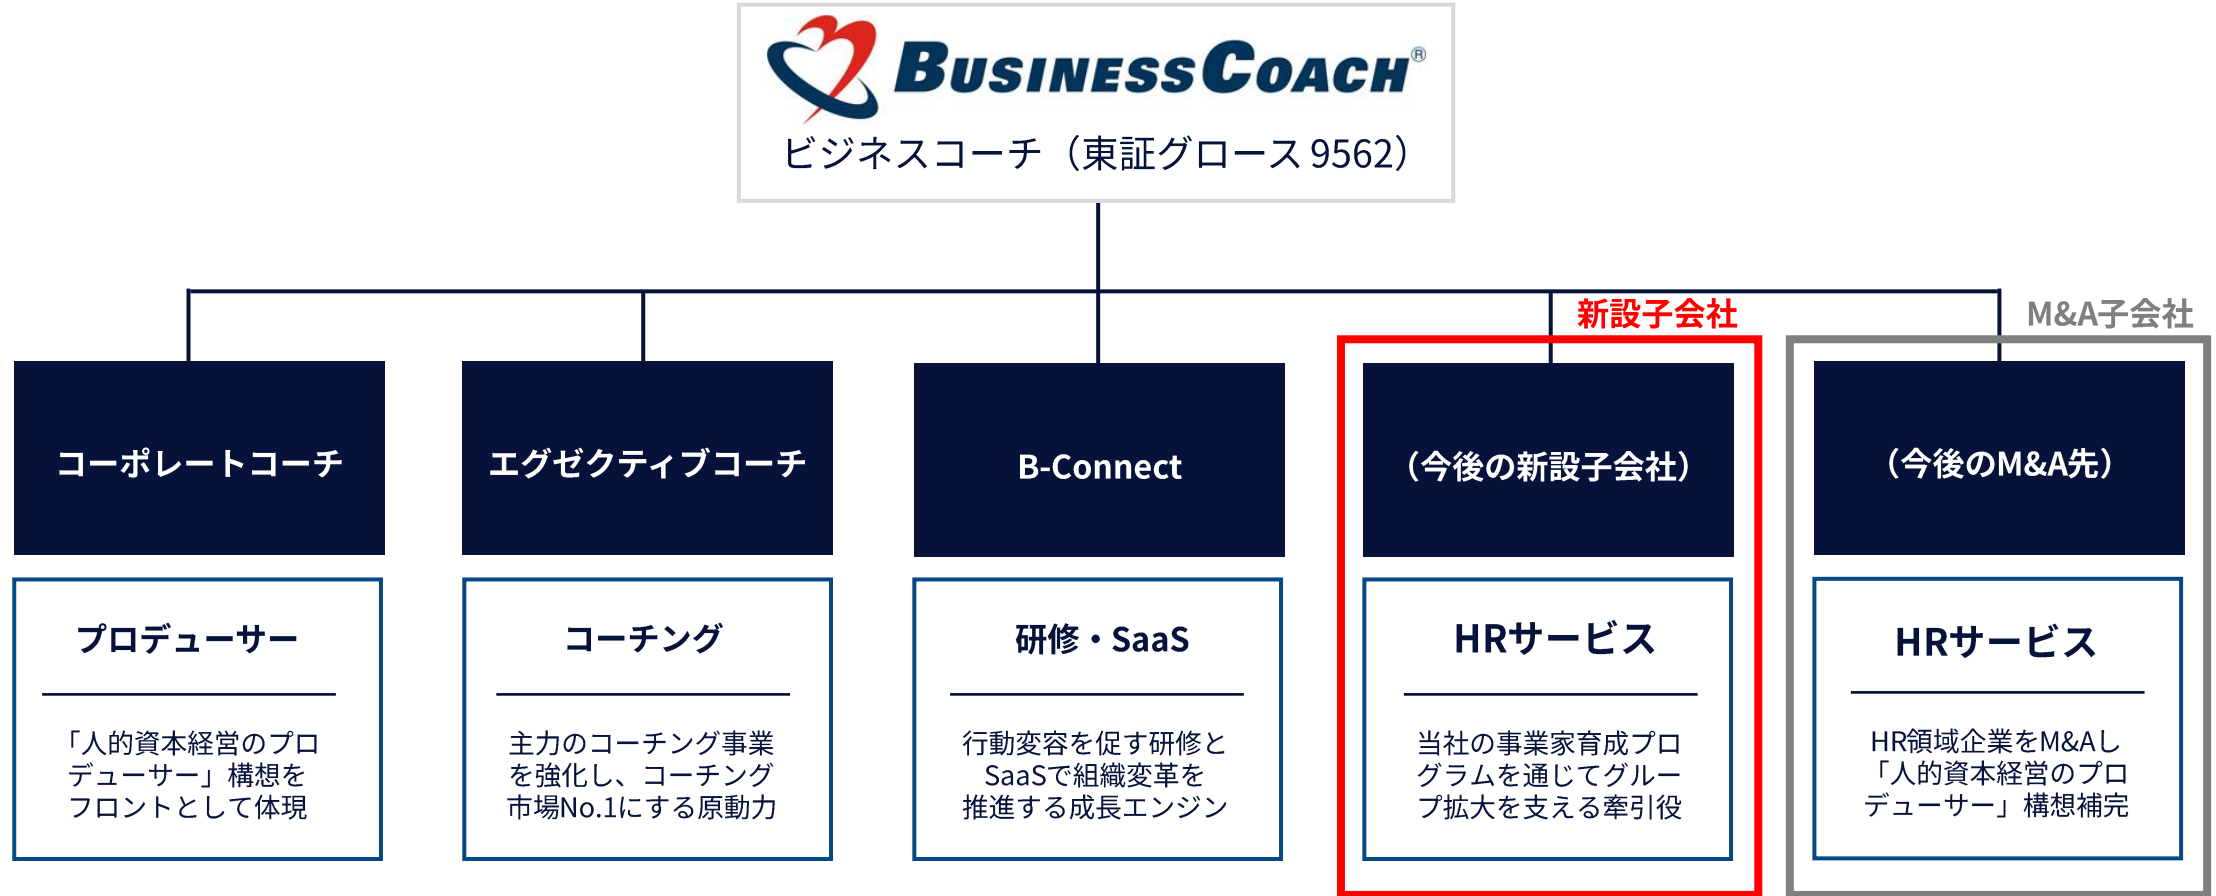 BUSINESSCOACH®
ビジネスコーチ（東証グロース 9562）
新設子会社
M&A子会社
コーポレートコーチ
エグゼクティブコーチ
B-Connect
（今後の新設子会社）
（今後のM&A先）
プロデューサー
「人的資本経営のプロ
デューサー」構想を
フロントとして体現
コーチング
主力のコーチング事業
を強化し、コーチング
市場No.1にする原動力
研修・SaaS
行動変容を促す研修と
SaaSで組織変革を
推進する成長エンジン
HRサービス
当社の事業家育成プロ
グラムを通じてグルー
プ拡大を支える牽引役
HRサービス
HR領域企業をM&Aし
「人的資本経営のプロ
デューサー」構想補完